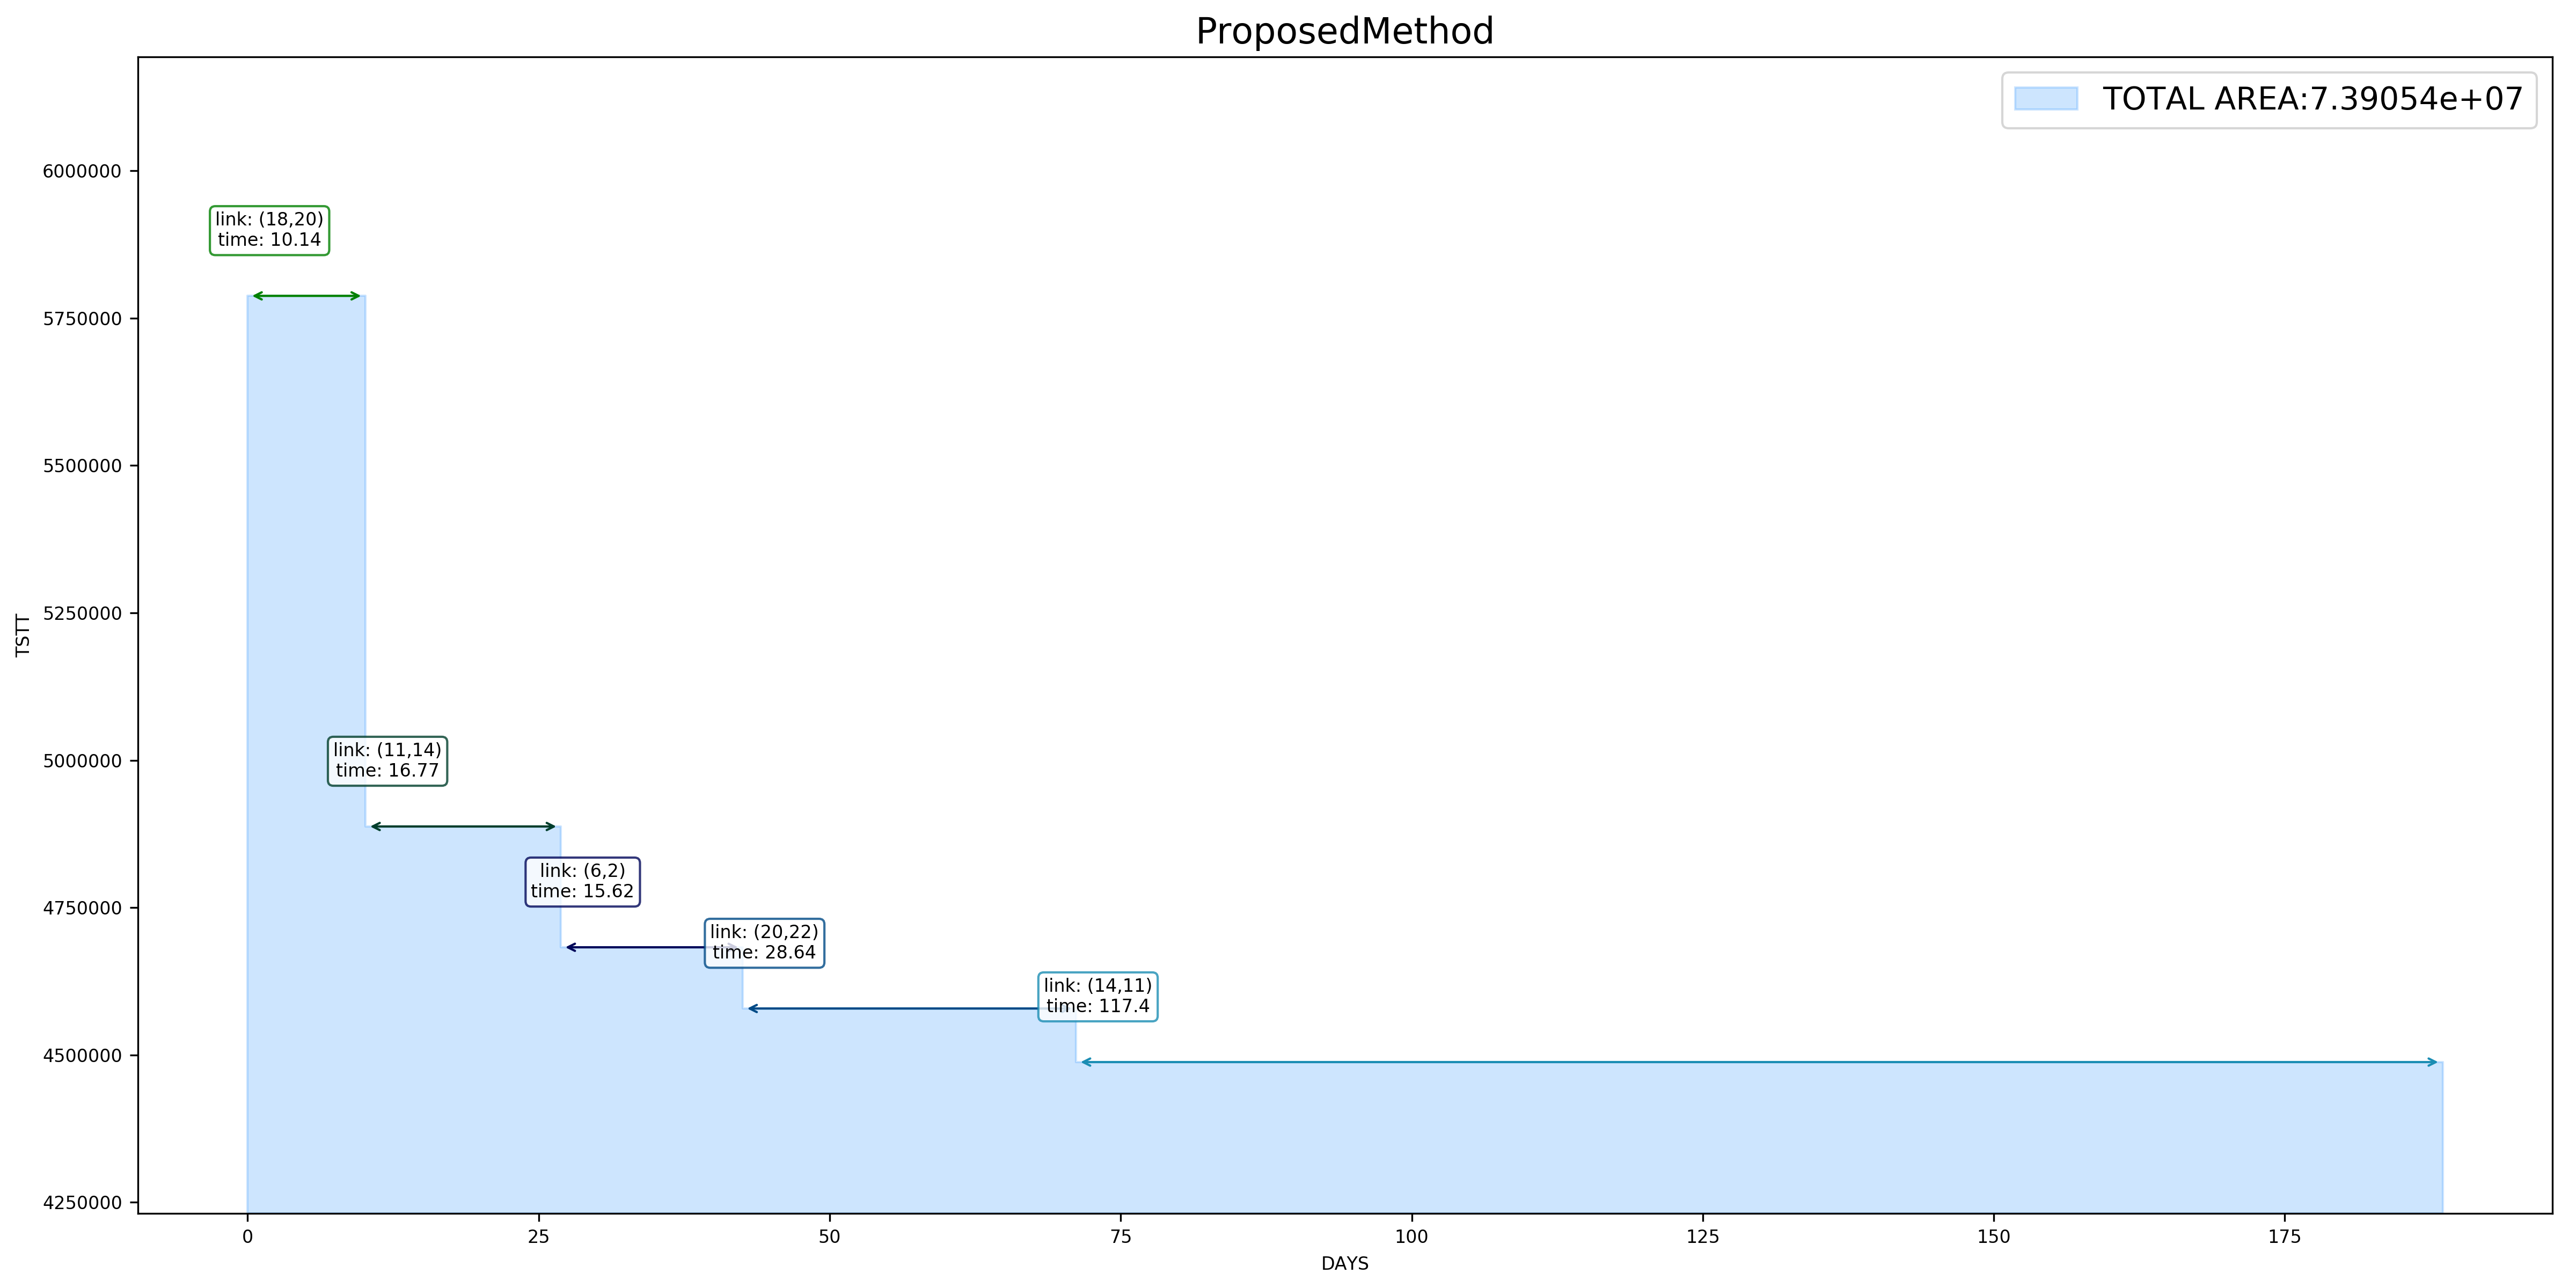 ProposedMethod
TOTAL AREA:7.39054e+07
TSTT
6000000
5750000
5500000
5250000
5000000
4750000
4500000
4250000
link: (18,20)
time: 10.14
link: (11,14)
time: 16.77
link: (6,2)
time: 15.62
link: (20,22)
time: 28.64
link: (14,11)
time: 117.4
0 25 50 75 100 125 150 175
DAYS